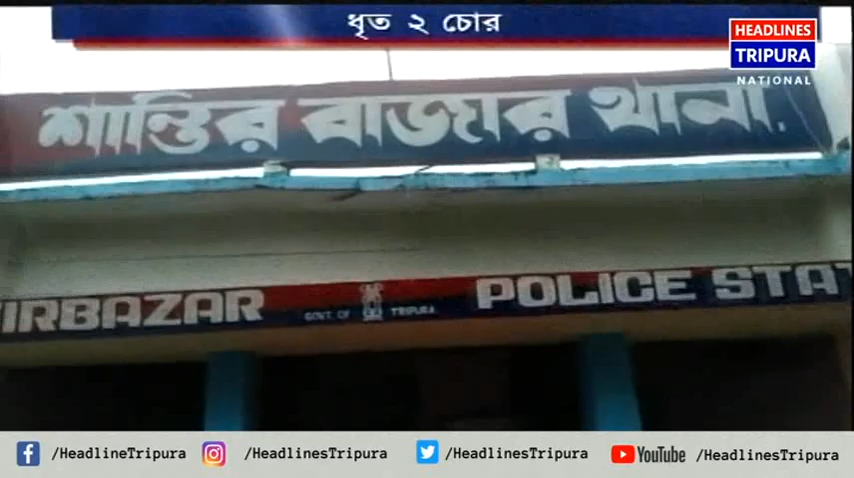 ধৃত ২ চোর
HEADLINES
TRIPURA
NATIONAL
শান্তির বাজার থানা.
IRBAZAR GOVT. OF TRIPURA POLICE STAT
/HeadlineTripura /HeadlinesTripura /HeadlinesTripura YouTube /HeadlinesTripura